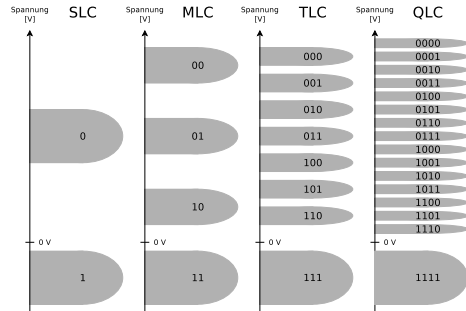 SLC
MLC
TLC
QLC
Spannung
[V]
0
0 V
1
Spannung
[V]
00
01
10
0 V
11
Spannung
[V]
000
001
010
011
100
101
110
0 V
111
Spannung
[V]
0000
0001
0010
0011
0100
0101
0110
0111
1000
1001
1010
1011
1100
1101
1110
0 V
1111